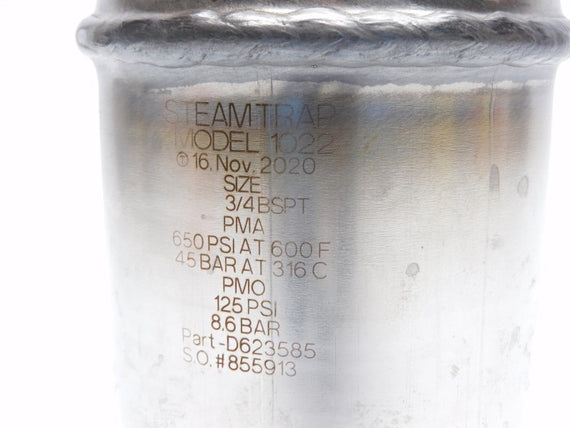 STEAM TRAP
MODEL 1022
Ⓣ 16. Nov. 2020
SIZE
3/4 BSPT
PMA
650 PSI AT 600 F
45 BAR AT 316 C
PMO
125 PSI
8.6 BAR
Part-D623585
S.O.#855913